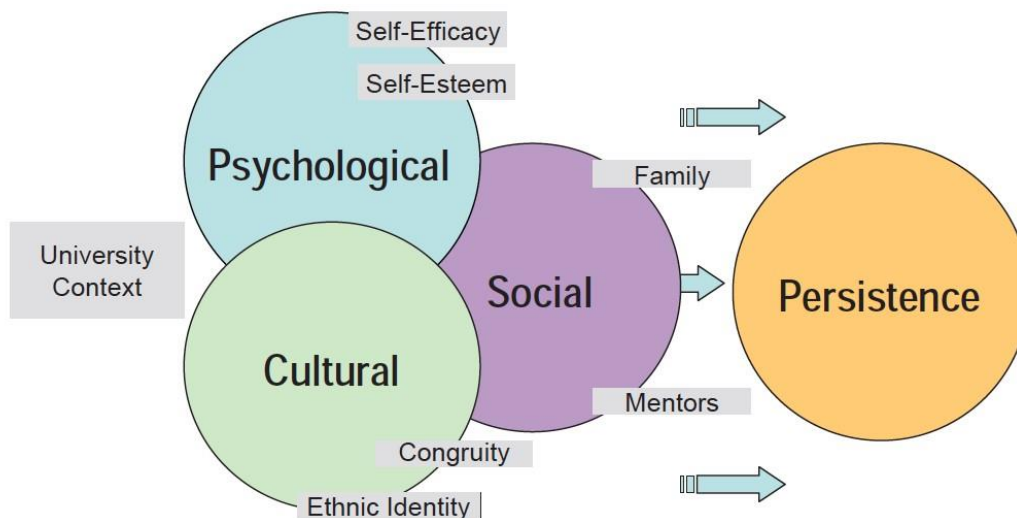 Self-Efficacy
Self-Esteem
Psychological
Family
University
Context
Social
Persistence
Cultural
Mentors
Congruity
Ethnic Identity